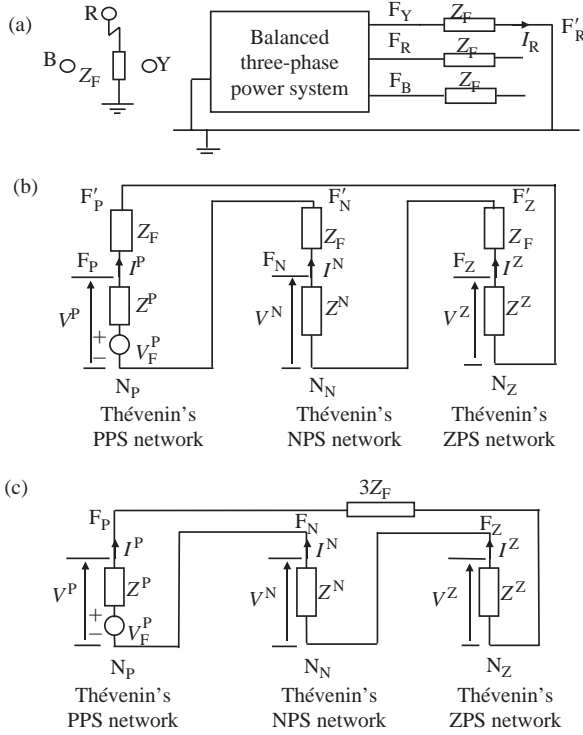 (a)
R
B
Z_F
Y
Balanced
three-phase
power system
F_Y
Z_F
I_R
F′_R
F_R
Z_F
F_B
Z_F
(b)
F′_P
F′_N
F′_Z
Z_F
Z_F
Z_F
F_P
I^P
F_N
I^N
F_Z
I^Z
V^P
Z^P
V^N
Z^N
V^Z
Z^Z
+
−
V_F^P
N_P
N_N
N_Z
Thévenin's
PPS network
Thévenin's
NPS network
Thévenin's
ZPS network
(c)
3Z_F
F_P
F_N
F_Z
I^P
I^N
I^Z
V^P
Z^P
V^N
Z^N
V^Z
Z^Z
+
−
V_F^P
N_P
N_N
N_Z
Thévenin's
PPS network
Thévenin's
NPS network
Thévenin's
ZPS network